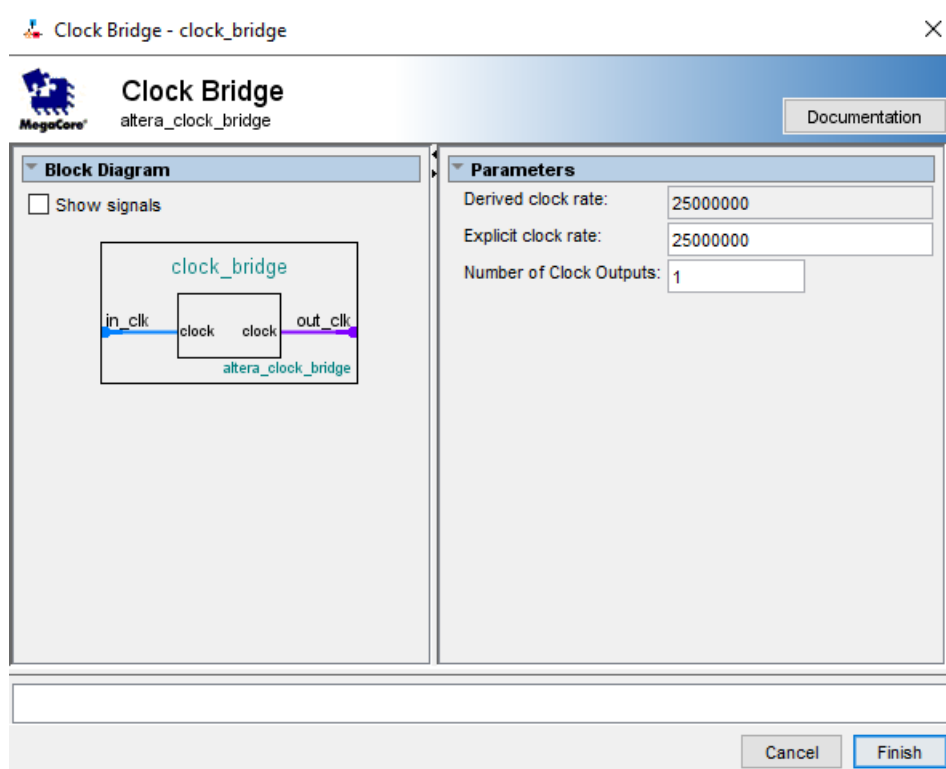 Clock Bridge - clock_bridge
Clock Bridge
altera_clock_bridge
MegaCore®
Documentation
Block Diagram
Show signals
clock_bridge
in_clk
clock
clock
out_clk
altera_clock_bridge
Parameters
Derived clock rate: 25000000
Explicit clock rate: 25000000
Number of Clock Outputs: 1
Cancel
Finish